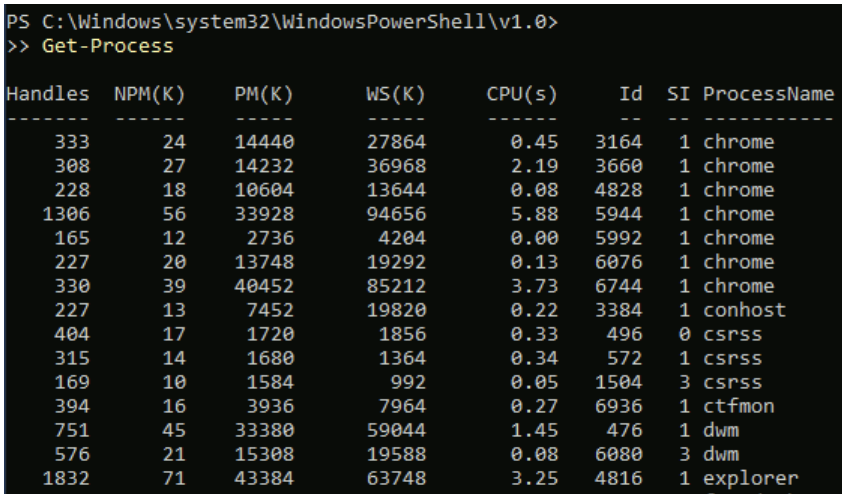 PS C:\Windows\system32\WindowsPowerShell\v1.0>
>> Get-Process
Handles NPM(K) PM(K) WS(K) CPU(s) Id SI ProcessName
------- ------ ----- ----- ------ -- -- -----------
333 24 14440 27864 0.45 3164 1 chrome
308 27 14232 36968 2.19 3660 1 chrome
228 18 10604 13644 0.08 4828 1 chrome
1306 56 33928 94656 5.88 5944 1 chrome
165 12 2736 4204 0.00 5992 1 chrome
227 20 13748 19292 0.13 6076 1 chrome
330 39 40452 85212 3.73 6744 1 chrome
227 13 7452 19820 0.22 3384 1 conhost
404 17 1720 1856 0.33 496 0 csrss
315 14 1680 1364 0.34 572 1 csrss
169 10 1584 992 0.05 1504 3 csrss
394 16 3936 7964 0.27 6936 1 ctfmon
751 45 33380 59044 1.45 476 1 dwm
576 21 15308 19588 0.08 6080 3 dwm
1832 71 43384 63748 3.25 4816 1 explorer